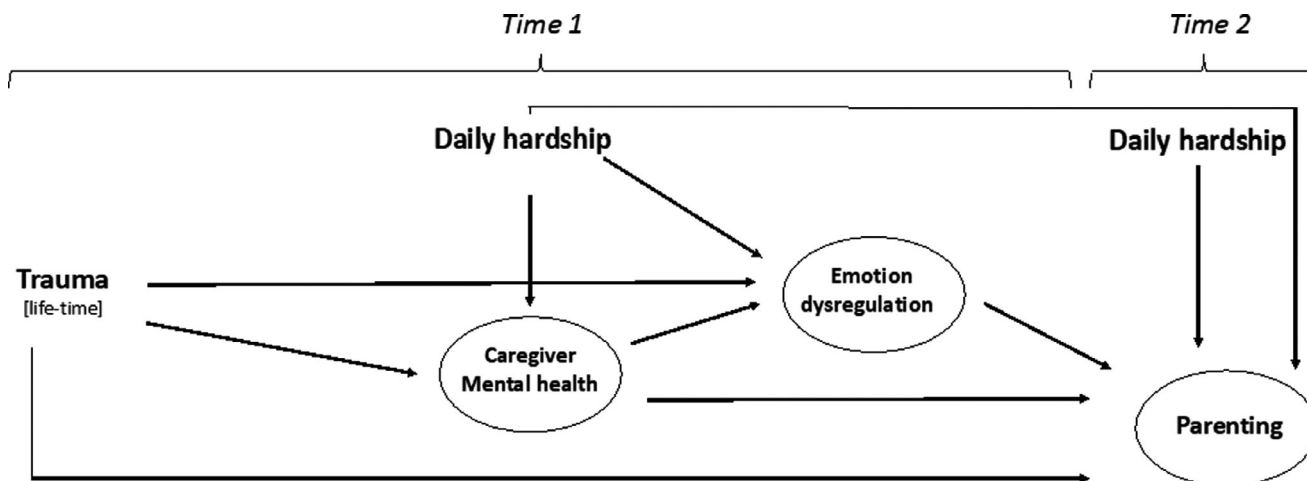 Time 1
Time 2
Daily hardship
Daily hardship
Trauma
[life-time]
Emotion
dysregulation
Caregiver
Mental health
Parenting